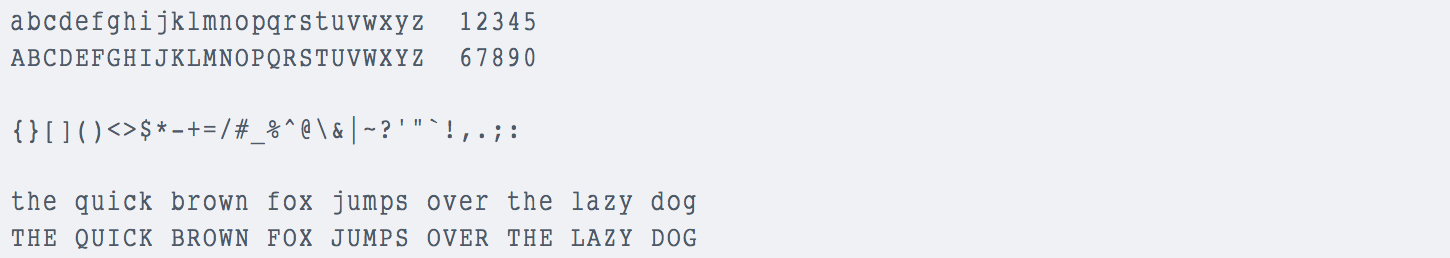 abcdefghijklmnopqrstuvwxyz  12345
ABCDEFGHIJKLMNOPQRSTUVWXYZ  67890
{}[]()<>$*-+=/#_%^@\&|~?'"`!,.;:
the quick brown fox jumps over the lazy dog
THE QUICK BROWN FOX JUMPS OVER THE LAZY DOG